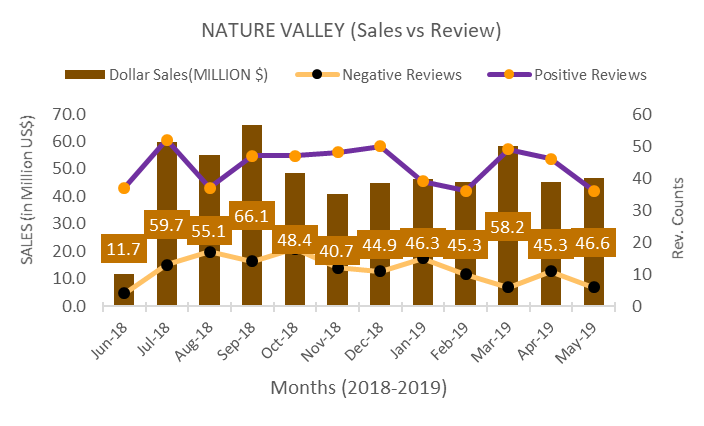 NATURE VALLEY (Sales vs Review)
Dollar Sales(MILLION $) Negative Reviews Positive Reviews
SALES (in Million US$)
70.0
60.0
50.0
40.0
30.0
20.0
10.0
0.0
11.7 59.7 55.1 66.1 48.4 40.7 44.9 46.3 45.3 58.2 45.3 46.6
60
50
40
30
20
10
0
Rev. Counts
Jun-18 Jul-18 Aug-18 Sep-18 Oct-18 Nov-18 Dec-18 Jan-19 Feb-19 Mar-19 Apr-19 May-19
Months (2018-2019)